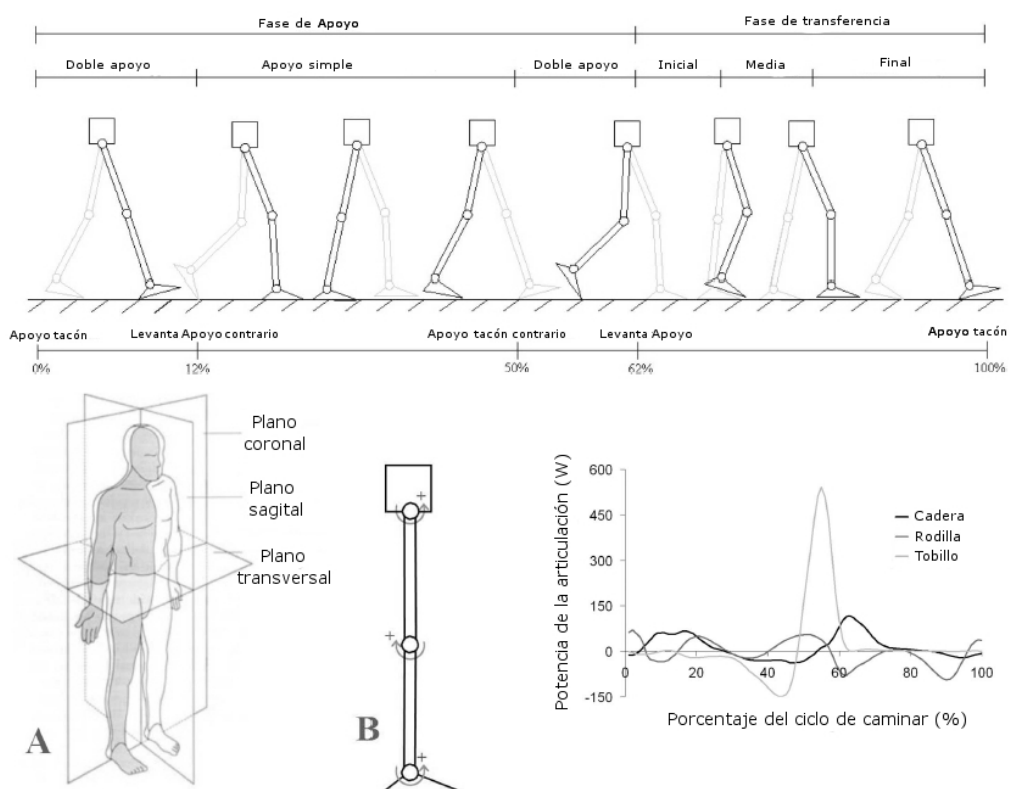 Fase de Apoyo
Fase de transferencia
Doble apoyo
Apoyo simple
Doble apoyo
Inicial
Media
Final
Apoyo tacón
Levanta Apoyo contrario
Apoyo tacón contrario
Levanta Apoyo
Apoyo tacón
0%
12%
50%
62%
100%
Plano
coronal
Plano
sagital
Plano
transversal
A
+
+
+
B
Potencia de la articulación (W)
600
450
300
150
0
-150
0
20
40
60
80
100
Cadera
Rodilla
Tobillo
Porcentaje del ciclo de caminar (%)